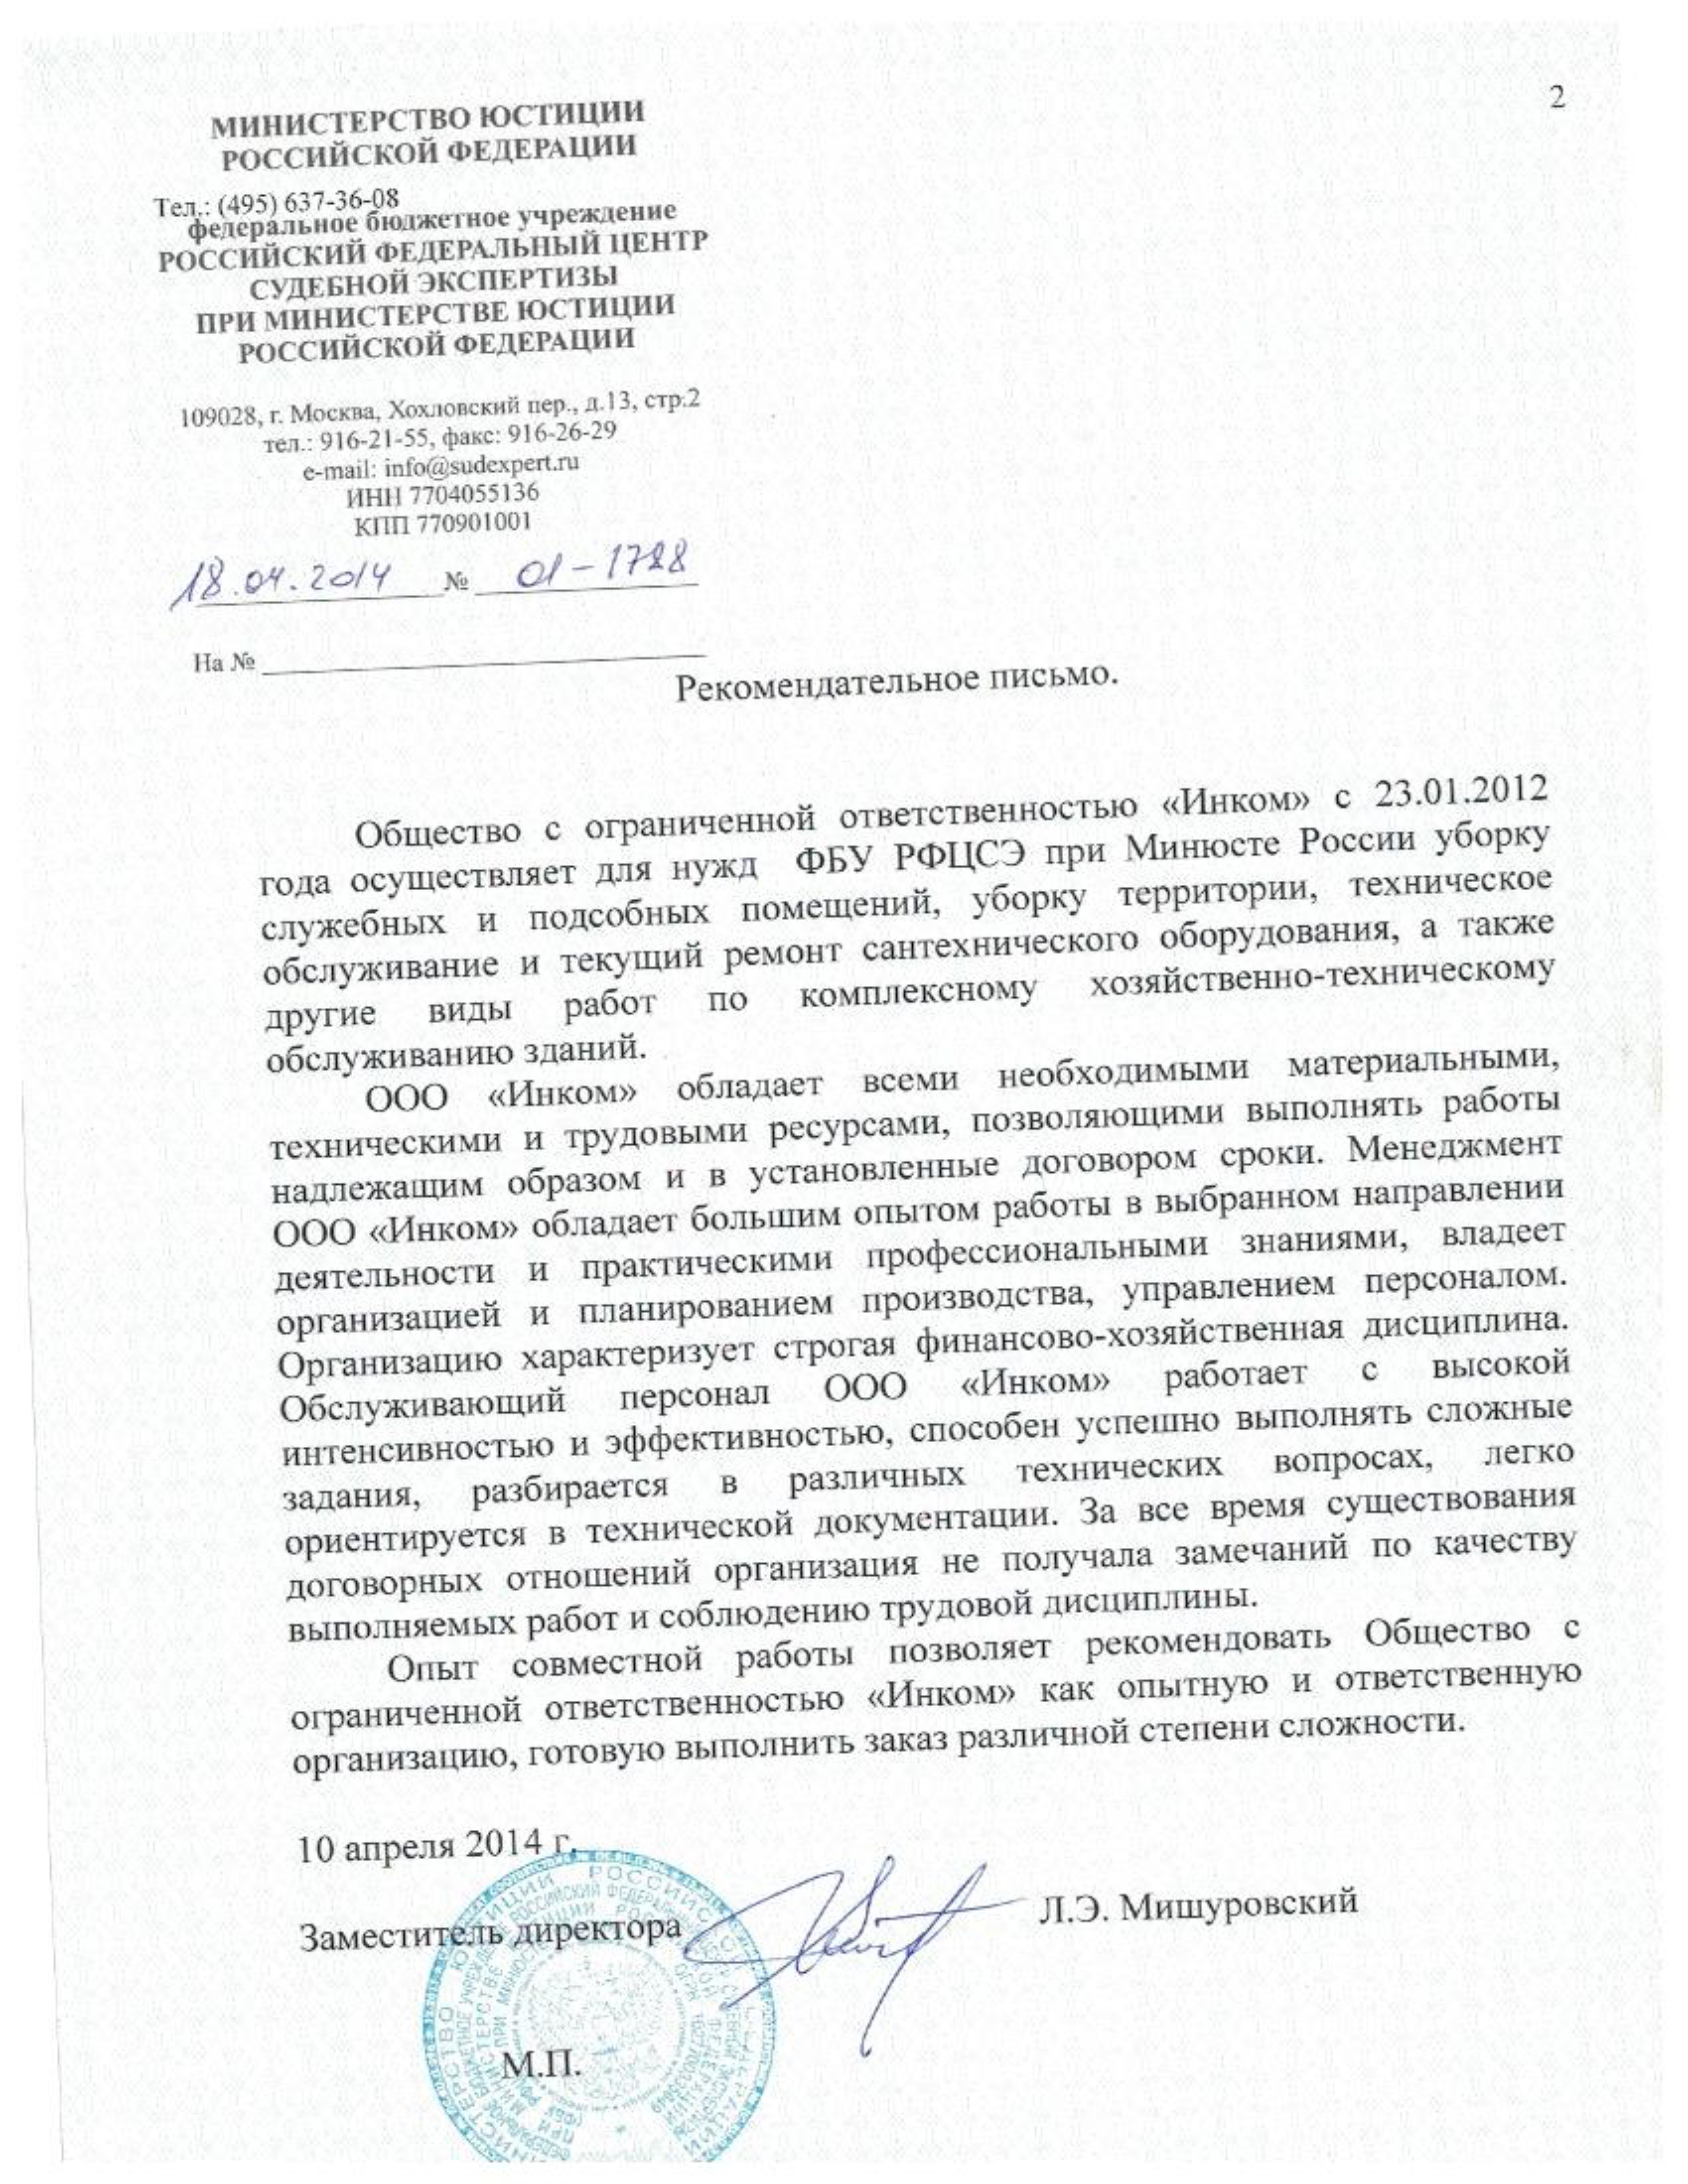 2
МИНИСТЕРСТВО ЮСТИЦИИ
РОССИЙСКОЙ ФЕДЕРАЦИИ
Тел.: (495) 637-36-08
федеральное бюджетное учреждение
РОССИЙСКИЙ ФЕДЕРАЛЬНЫЙ ЦЕНТР
СУДЕБНОЙ ЭКСПЕРТИЗЫ
ПРИ МИНИСТЕРСТВЕ ЮСТИЦИИ
РОССИЙСКОЙ ФЕДЕРАЦИИ
109028, г. Москва, Хохловский пер., д.13, стр.2
тел.: 916-21-55, факс: 916-26-29
e-mail: info@sudexpert.ru
ИНН 7704055136
КПП 770901001
18.04.2014 № 01-1788
На №
Рекомендательное письмо.
Общество с ограниченной ответственностью «Инком» с 23.01.2012
года осуществляет для нужд ФБУ РФЦСЭ при Минюсте России уборку
служебных и подсобных помещений, уборку территории, техническое
обслуживание и текущий ремонт сантехнического оборудования, а также
другие виды работ по комплексному хозяйственно-техническому
обслуживанию зданий.
ООО «Инком» обладает всеми необходимыми материальными,
техническими и трудовыми ресурсами, позволяющими выполнять работы
надлежащим образом и в установленные договором сроки. Менеджмент
ООО «Инком» обладает большим опытом работы в выбранном направлении
деятельности и практическими профессиональными знаниями, владеет
организацией и планированием производства, управлением персоналом.
Организацию характеризует строгая финансово-хозяйственная дисциплина.
Обслуживающий персонал ООО «Инком» работает с высокой
интенсивностью и эффективностью, способен успешно выполнять сложные
задания, разбирается в различных технических вопросах, легко
ориентируется в технической документации. За все время существования
договорных отношений организация не получала замечаний по качеству
выполняемых работ и соблюдению трудовой дисциплины.
Опыт совместной работы позволяет рекомендовать Общество с
ограниченной ответственностью «Инком» как опытную и ответственную
организацию, готовую выполнить заказ различной степени сложности.
10 апреля 2014 г.
Заместитель директора Л.Э. Мишуровский
М.П.